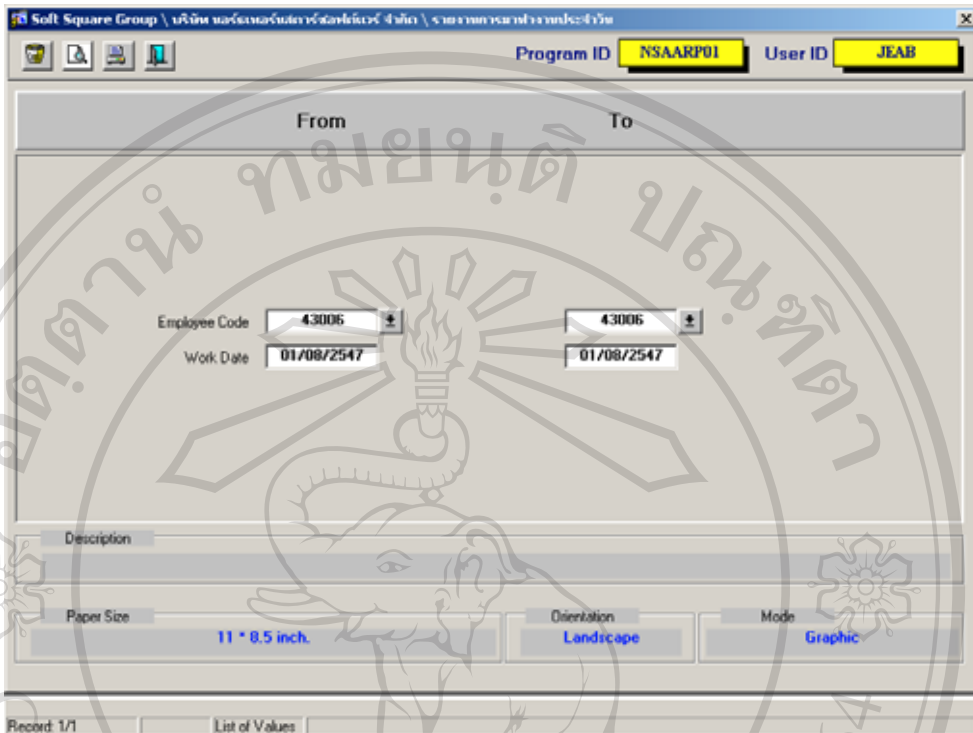 Soft Square Group \ บริษัท นอร์ธเทอร์นสตาร์ซอฟต์แวร์ จำกัด \ รายงานการมาทำงานประจำวัน
Program ID NSAARP01 User ID JEAB
From To
Employee Code 43006 43006
Work Date 01/08/2547 01/08/2547
Description
Paper Size Orientation Mode
11 * 8.5 inch. Landscape Graphic
Record: 1/1 List of Values